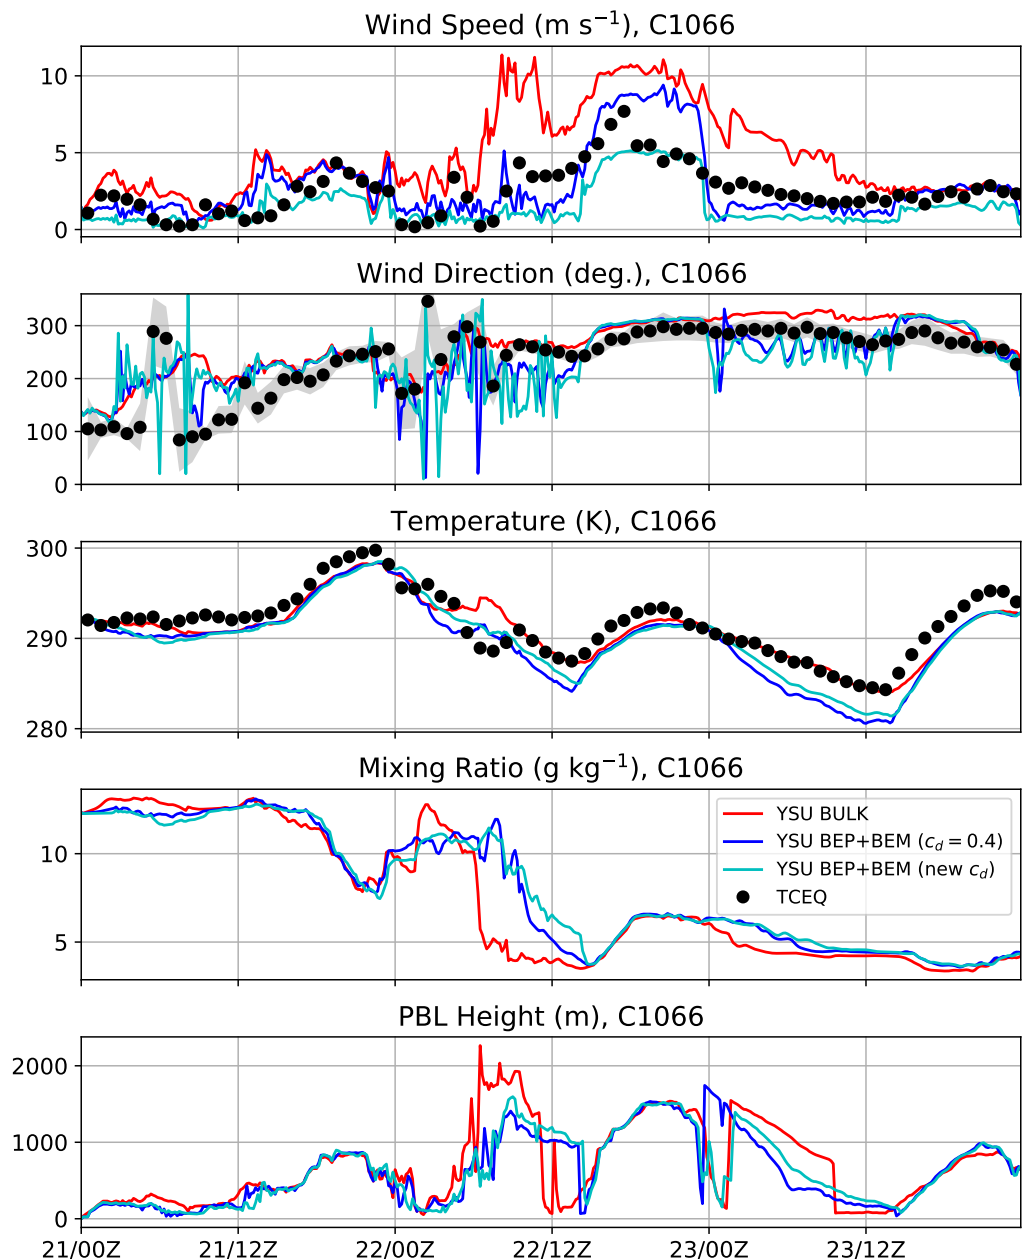 Wind Speed (m s⁻¹), C1066
10
5
0
Wind Direction (deg.), C1066
300
200
100
0
Temperature (K), C1066
300
290
280
Mixing Ratio (g kg⁻¹), C1066
10
5
YSU BULK
YSU BEP+BEM (c_d = 0.4)
YSU BEP+BEM (new c_d)
TCEQ
PBL Height (m), C1066
2000
1000
0
21/00Z 21/12Z 22/00Z 22/12Z 23/00Z 23/12Z